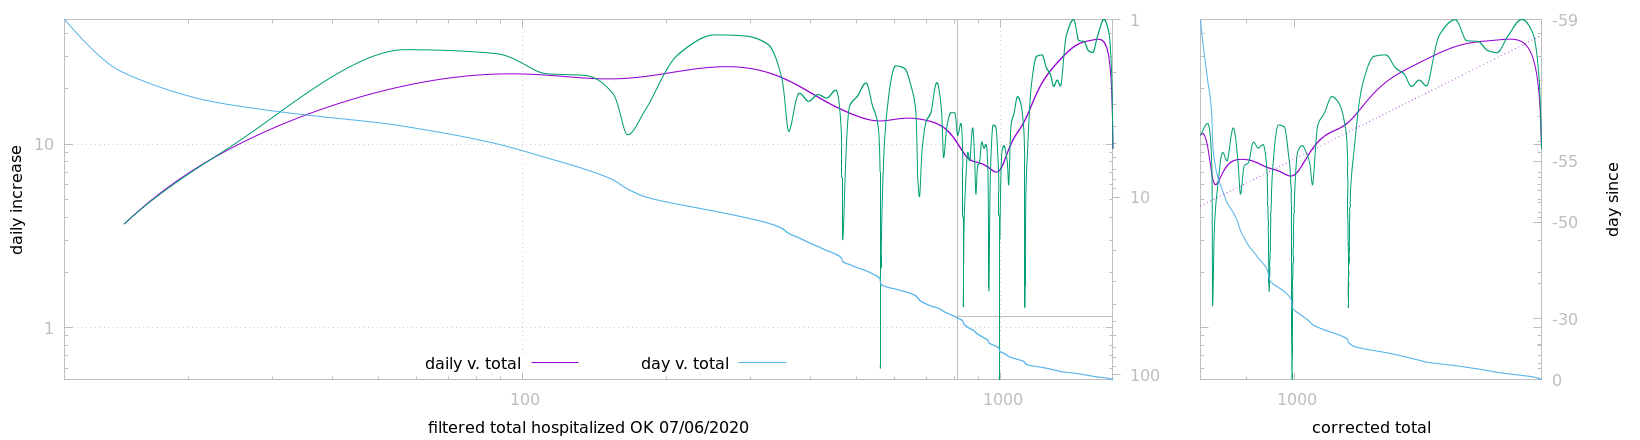 daily increase
10
1
daily v. total
day v. total
100
1000
filtered total hospitalized OK 07/06/2020
1
10
100
1000
corrected total
-59
-55
-50
-30
0
day since